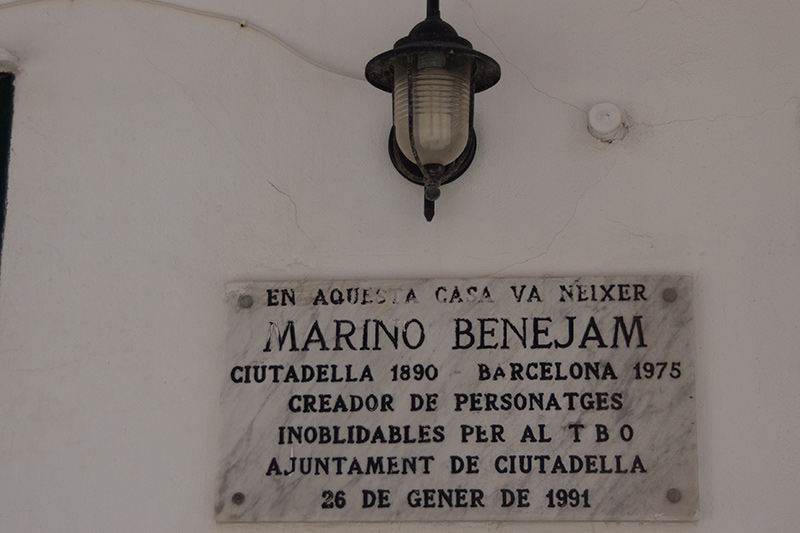 EN AQUESTA CASA VA NEIXER
MARINO BENEJAM
CIUTADELLA 1890 - BARCELONA 1975
CREADOR DE PERSONATGES
INOBLIDABLES PER AL T B O
AJUNTAMENT DE CIUTADELLA
26 DE GENER DE 1991